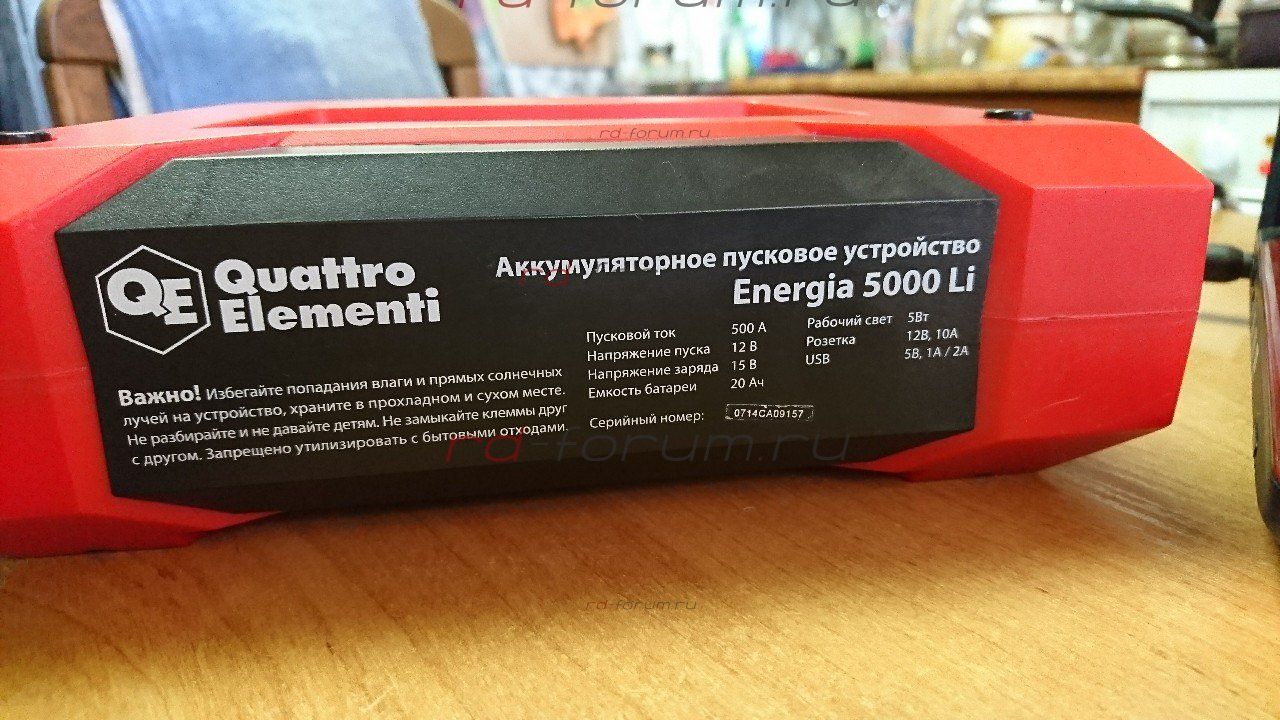 rd-forum.ru
rd-forum.ru
QE Quattro
Elementi
Аккумуляторное пусковое устройство
Energia 5000 Li
Важно! Избегайте попадания влаги и прямых солнечных
лучей на устройство, храните в прохладном и сухом месте.
Не разбирайте и не давайте детям. Не замыкайте клеммы друг
с другом. Запрещено утилизировать с бытовыми отходами.
Пусковой ток 500 А
Напряжение пуска 12 В
Напряжение заряда 15 В
Емкость батареи 20 Ач
Рабочий свет 5Вт
Розетка 12В, 10А
USB 5В, 1А / 2А
Серийный номер: 0714CA09157
rd-forum.ru
rd-forum.ru